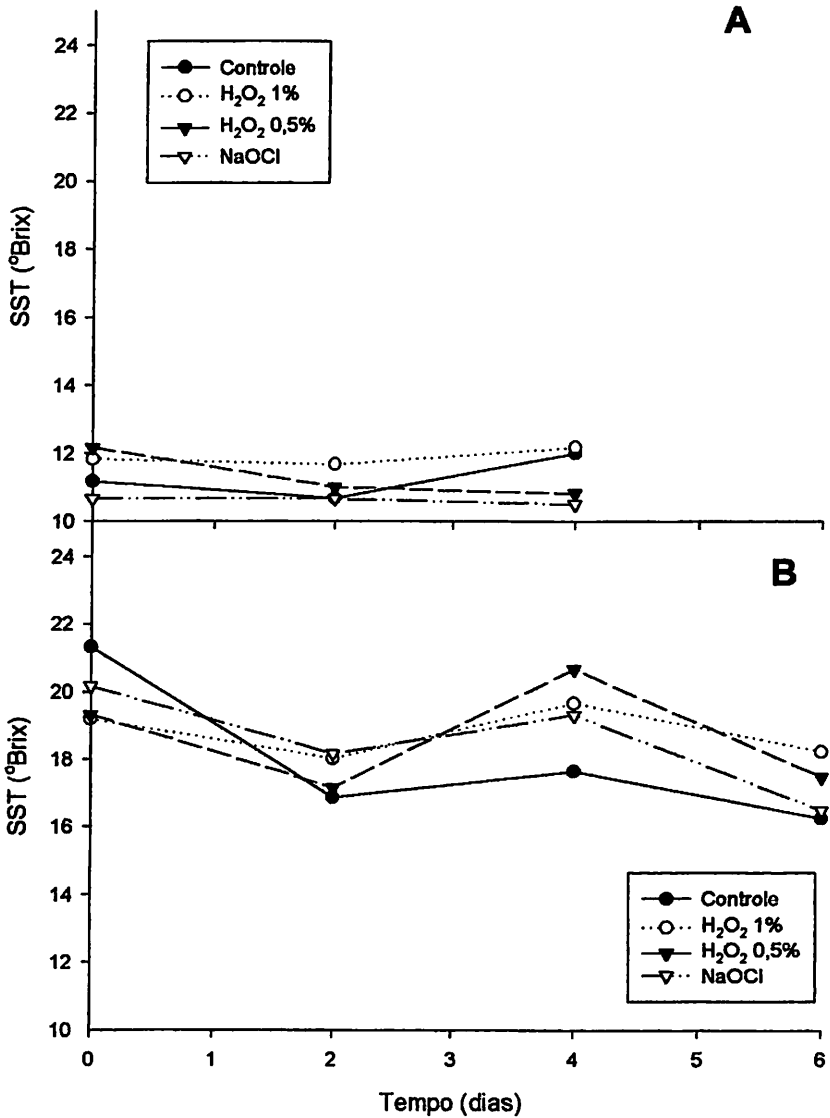 A
24
22
20
18
16
14
12
10
SST (ºBrix)
Controle
H₂O₂ 1%
H₂O₂ 0,5%
NaOCl
B
24
22
20
18
16
14
12
10
SST (ºBrix)
Controle
H₂O₂ 1%
H₂O₂ 0,5%
NaOCl
0 1 2 3 4 5 6
Tempo (dias)